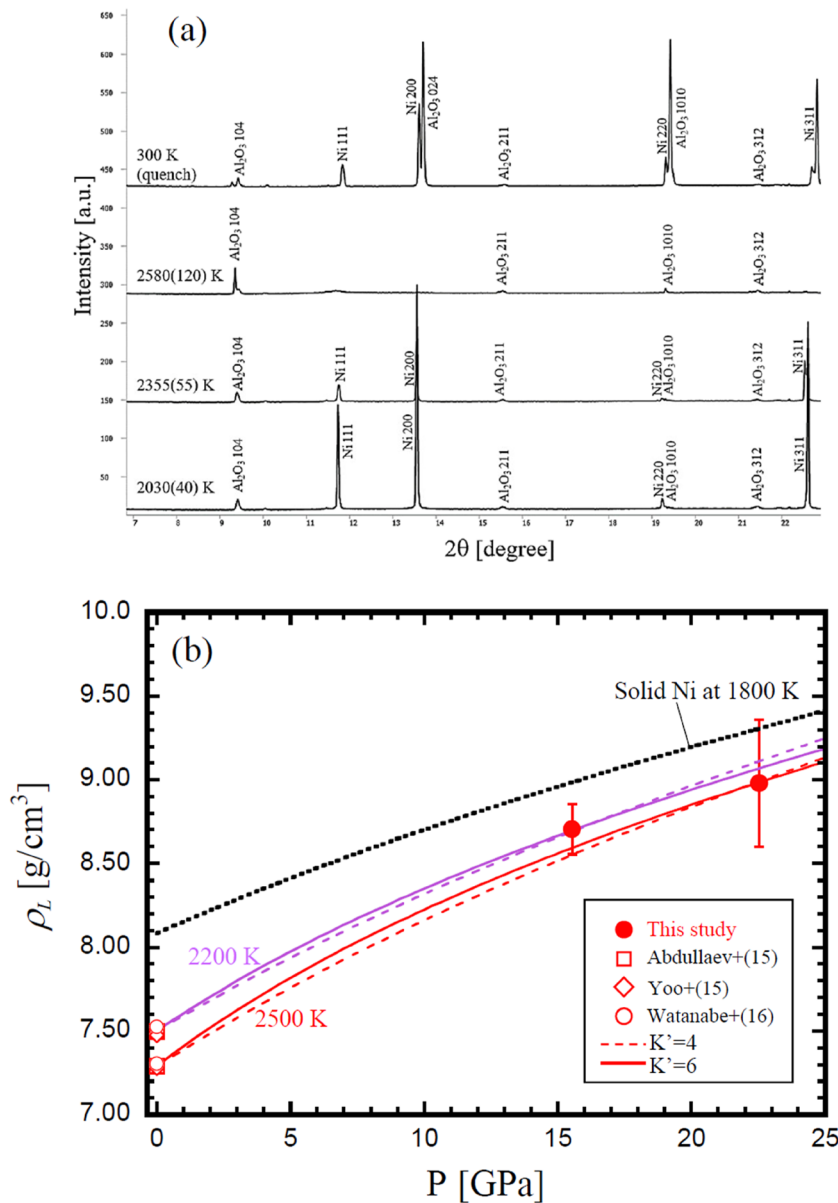 (a)
650
600
550
500
450
400
350
300
250
200
150
100
50
Intensity [a.u.]
300 K
(quench)
Al₂O₃ 104
Ni 111
Ni 200
Al₂O₃ 024
Al₂O₃ 211
Ni 220
Al₂O₃ 1010
Al₂O₃ 312
Ni 311
2580(120) K
Al₂O₃ 104
Al₂O₃ 211
Al₂O₃ 1010
Al₂O₃ 312
2355(55) K
Al₂O₃ 104
Ni 111
Ni 200
Al₂O₃ 211
Ni 220
Al₂O₃ 1010
Al₂O₃ 312
Ni 311
2030(40) K
Al₂O₃ 104
Ni 111
Ni 200
Al₂O₃ 211
Ni 220
Al₂O₃ 1010
Al₂O₃ 312
Ni 311
7 8 9 10 11 12 13 14 15 16 17 18 19 20 21 22
2θ [degree]
(b)
10.0
9.50
9.00
8.50
8.00
7.50
7.00
ρL [g/cm³]
Solid Ni at 1800 K
2200 K
2500 K
This study
Abdullaev+(15)
Yoo+(15)
Watanabe+(16)
K'=4
K'=6
0 5 10 15 20 25
P [GPa]